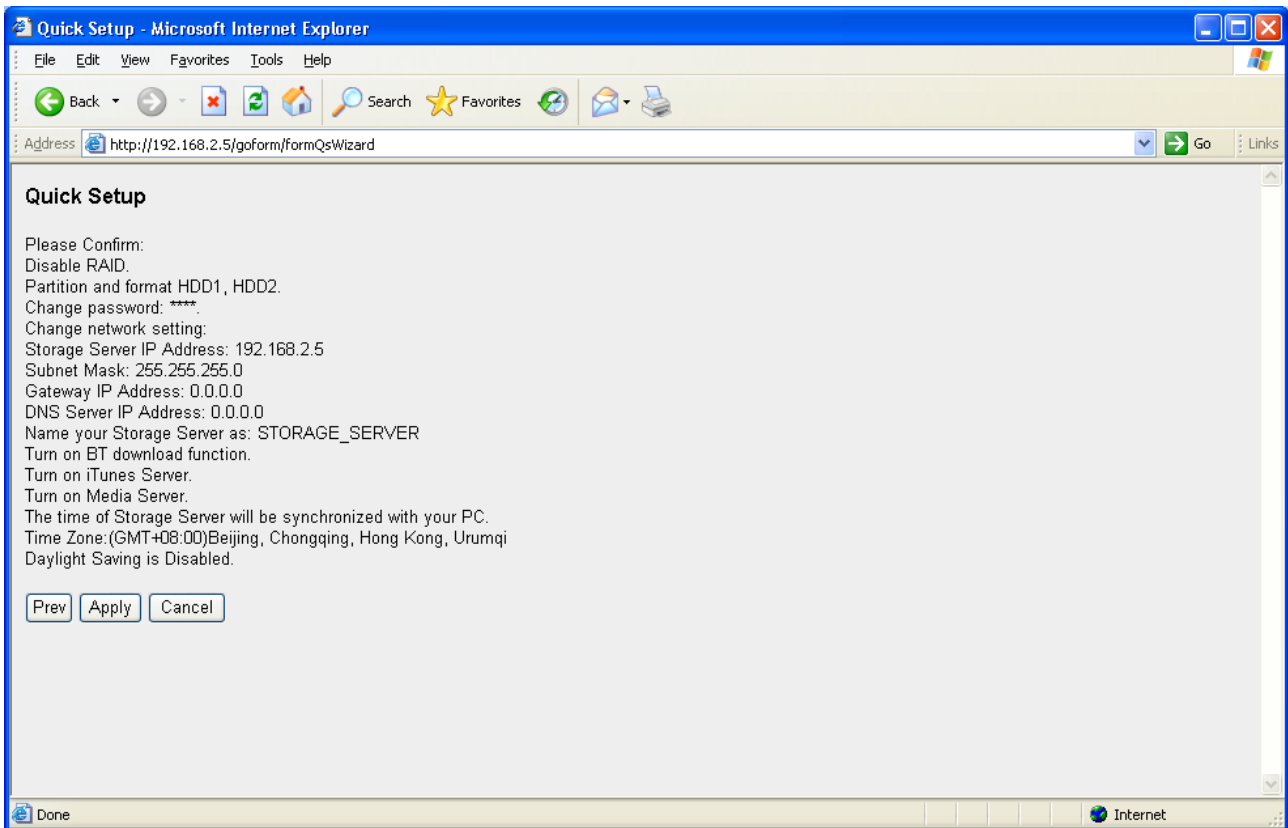 Quick Setup - Microsoft Internet Explorer
File Edit View Favorites Tools Help
Back Search Favorites
Address http://192.168.2.5/goform/formQsWizard Go Links
Quick Setup
Please Confirm:
Disable RAID.
Partition and format HDD1, HDD2.
Change password: ****.
Change network setting:
Storage Server IP Address: 192.168.2.5
Subnet Mask: 255.255.255.0
Gateway IP Address: 0.0.0.0
DNS Server IP Address: 0.0.0.0
Name your Storage Server as: STORAGE_SERVER
Turn on BT download function.
Turn on iTunes Server.
Turn on Media Server.
The time of Storage Server will be synchronized with your PC.
Time Zone:(GMT+08:00)Beijing, Chongqing, Hong Kong, Urumqi
Daylight Saving is Disabled.
Prev Apply Cancel
Done Internet